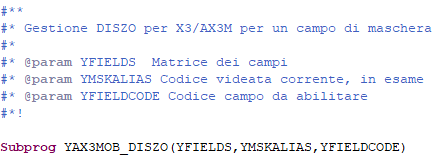 #**
#* Gestione DISZO per X3/AX3M per un campo di maschera
#*
#* @param YFIELDS  Matrice dei campi
#* @param YMSKALIAS Codice videata corrente, in esame
#* @param YFIELDCODE Codice campo da abilitare
#*!
Subprog YAX3MOB_DISZO(YFIELDS,YMSKALIAS,YFIELDCODE)